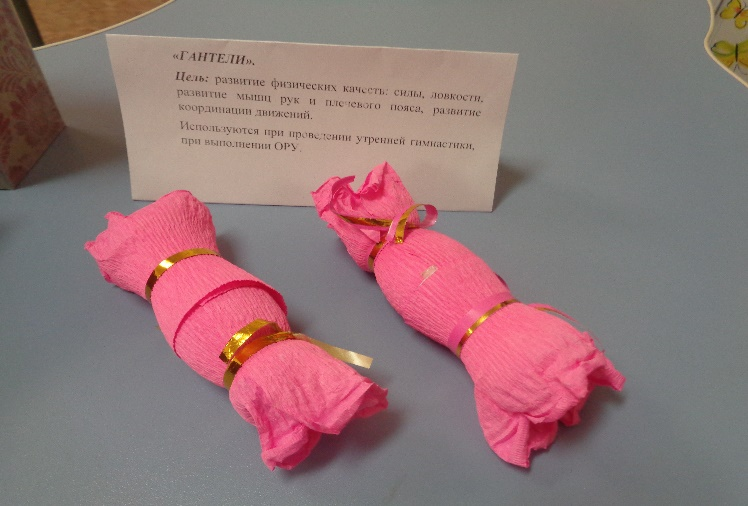 «ГАНТЕЛИ».
Цель: развитие физических качеств: силы, ловкости,
развитие мышц рук и плечевого пояса, развитие
координации движений.
Используются при проведении утренней гимнастики,
при выполнении ОРУ.